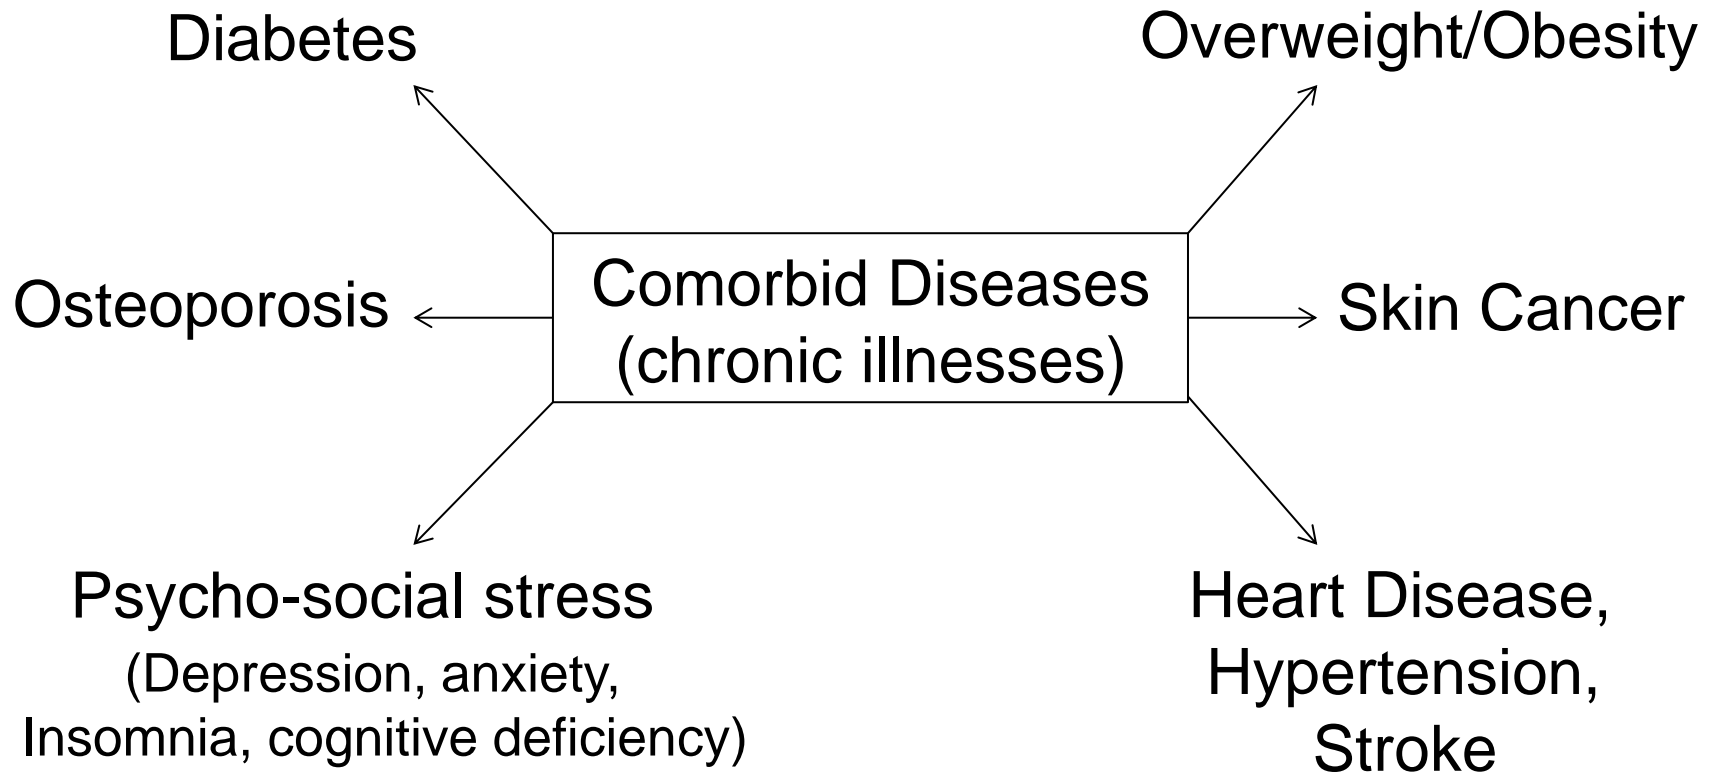 Diabetes
Overweight/Obesity
Comorbid Diseases
(chronic illnesses)
Osteoporosis
Skin Cancer
Psycho-social stress
(Depression, anxiety,
Insomnia, cognitive deficiency)
Heart Disease,
Hypertension,
Stroke